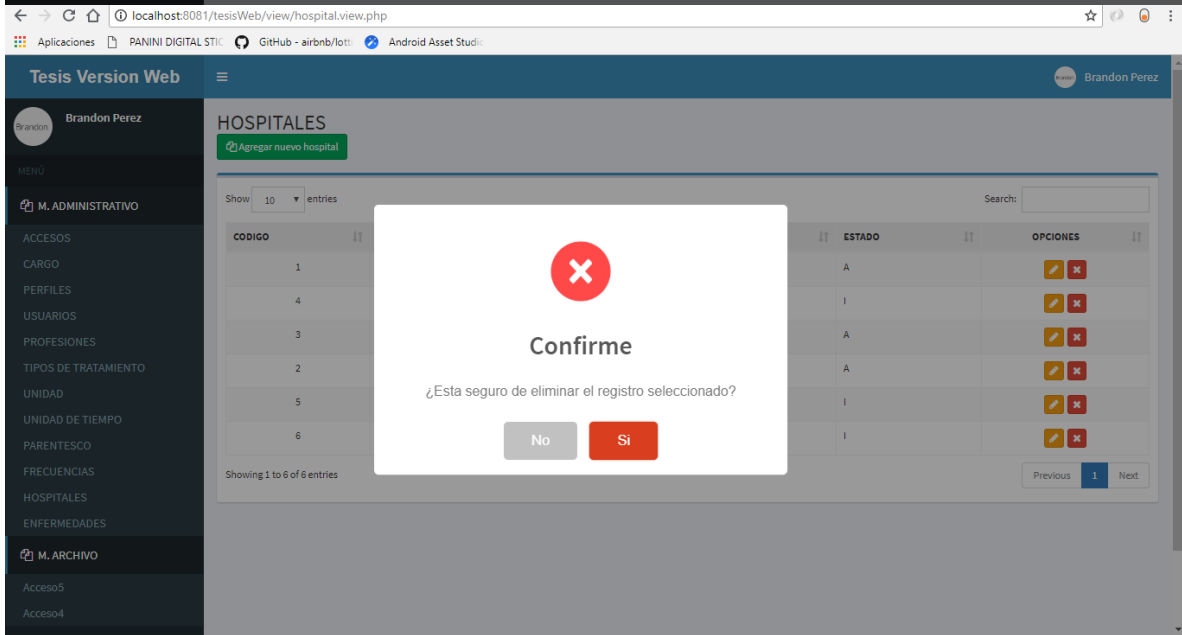 localhost:8081/tesisWeb/view/hospital.view.php
Aplicaciones PANINI DIGITAL STIC GitHub - airbnb/lotti Android Asset Studio
Tesis Version Web
Brandon Brandon Perez
Brandon Brandon Perez
MENÚ
M. ADMINISTRATIVO
ACCESOS
CARGO
PERFILES
USUARIOS
PROFESIONES
TIPOS DE TRATAMIENTO
UNIDAD
UNIDAD DE TIEMPO
PARENTESCO
FRECUENCIAS
HOSPITALES
ENFERMEDADES
M. ARCHIVO
Acceso5
Acceso4
HOSPITALES
Agregar nuevo hospital
Show 10 entries
Search:
CODIGO ESTADO OPCIONES
1 A
4 I
3 A
2 A
5 I
6 I
Showing 1 to 6 of 6 entries
Previous 1 Next
Confirme
¿Esta seguro de eliminar el registro seleccionado?
No Si